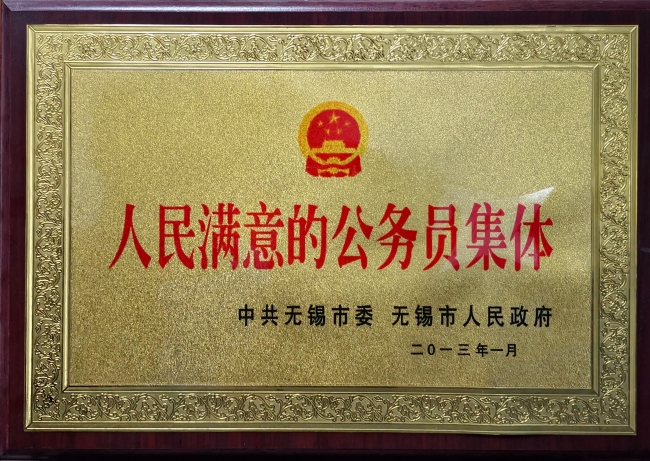 人民满意的公务员集体
中共无锡市委 无锡市人民政府
二〇一三年一月